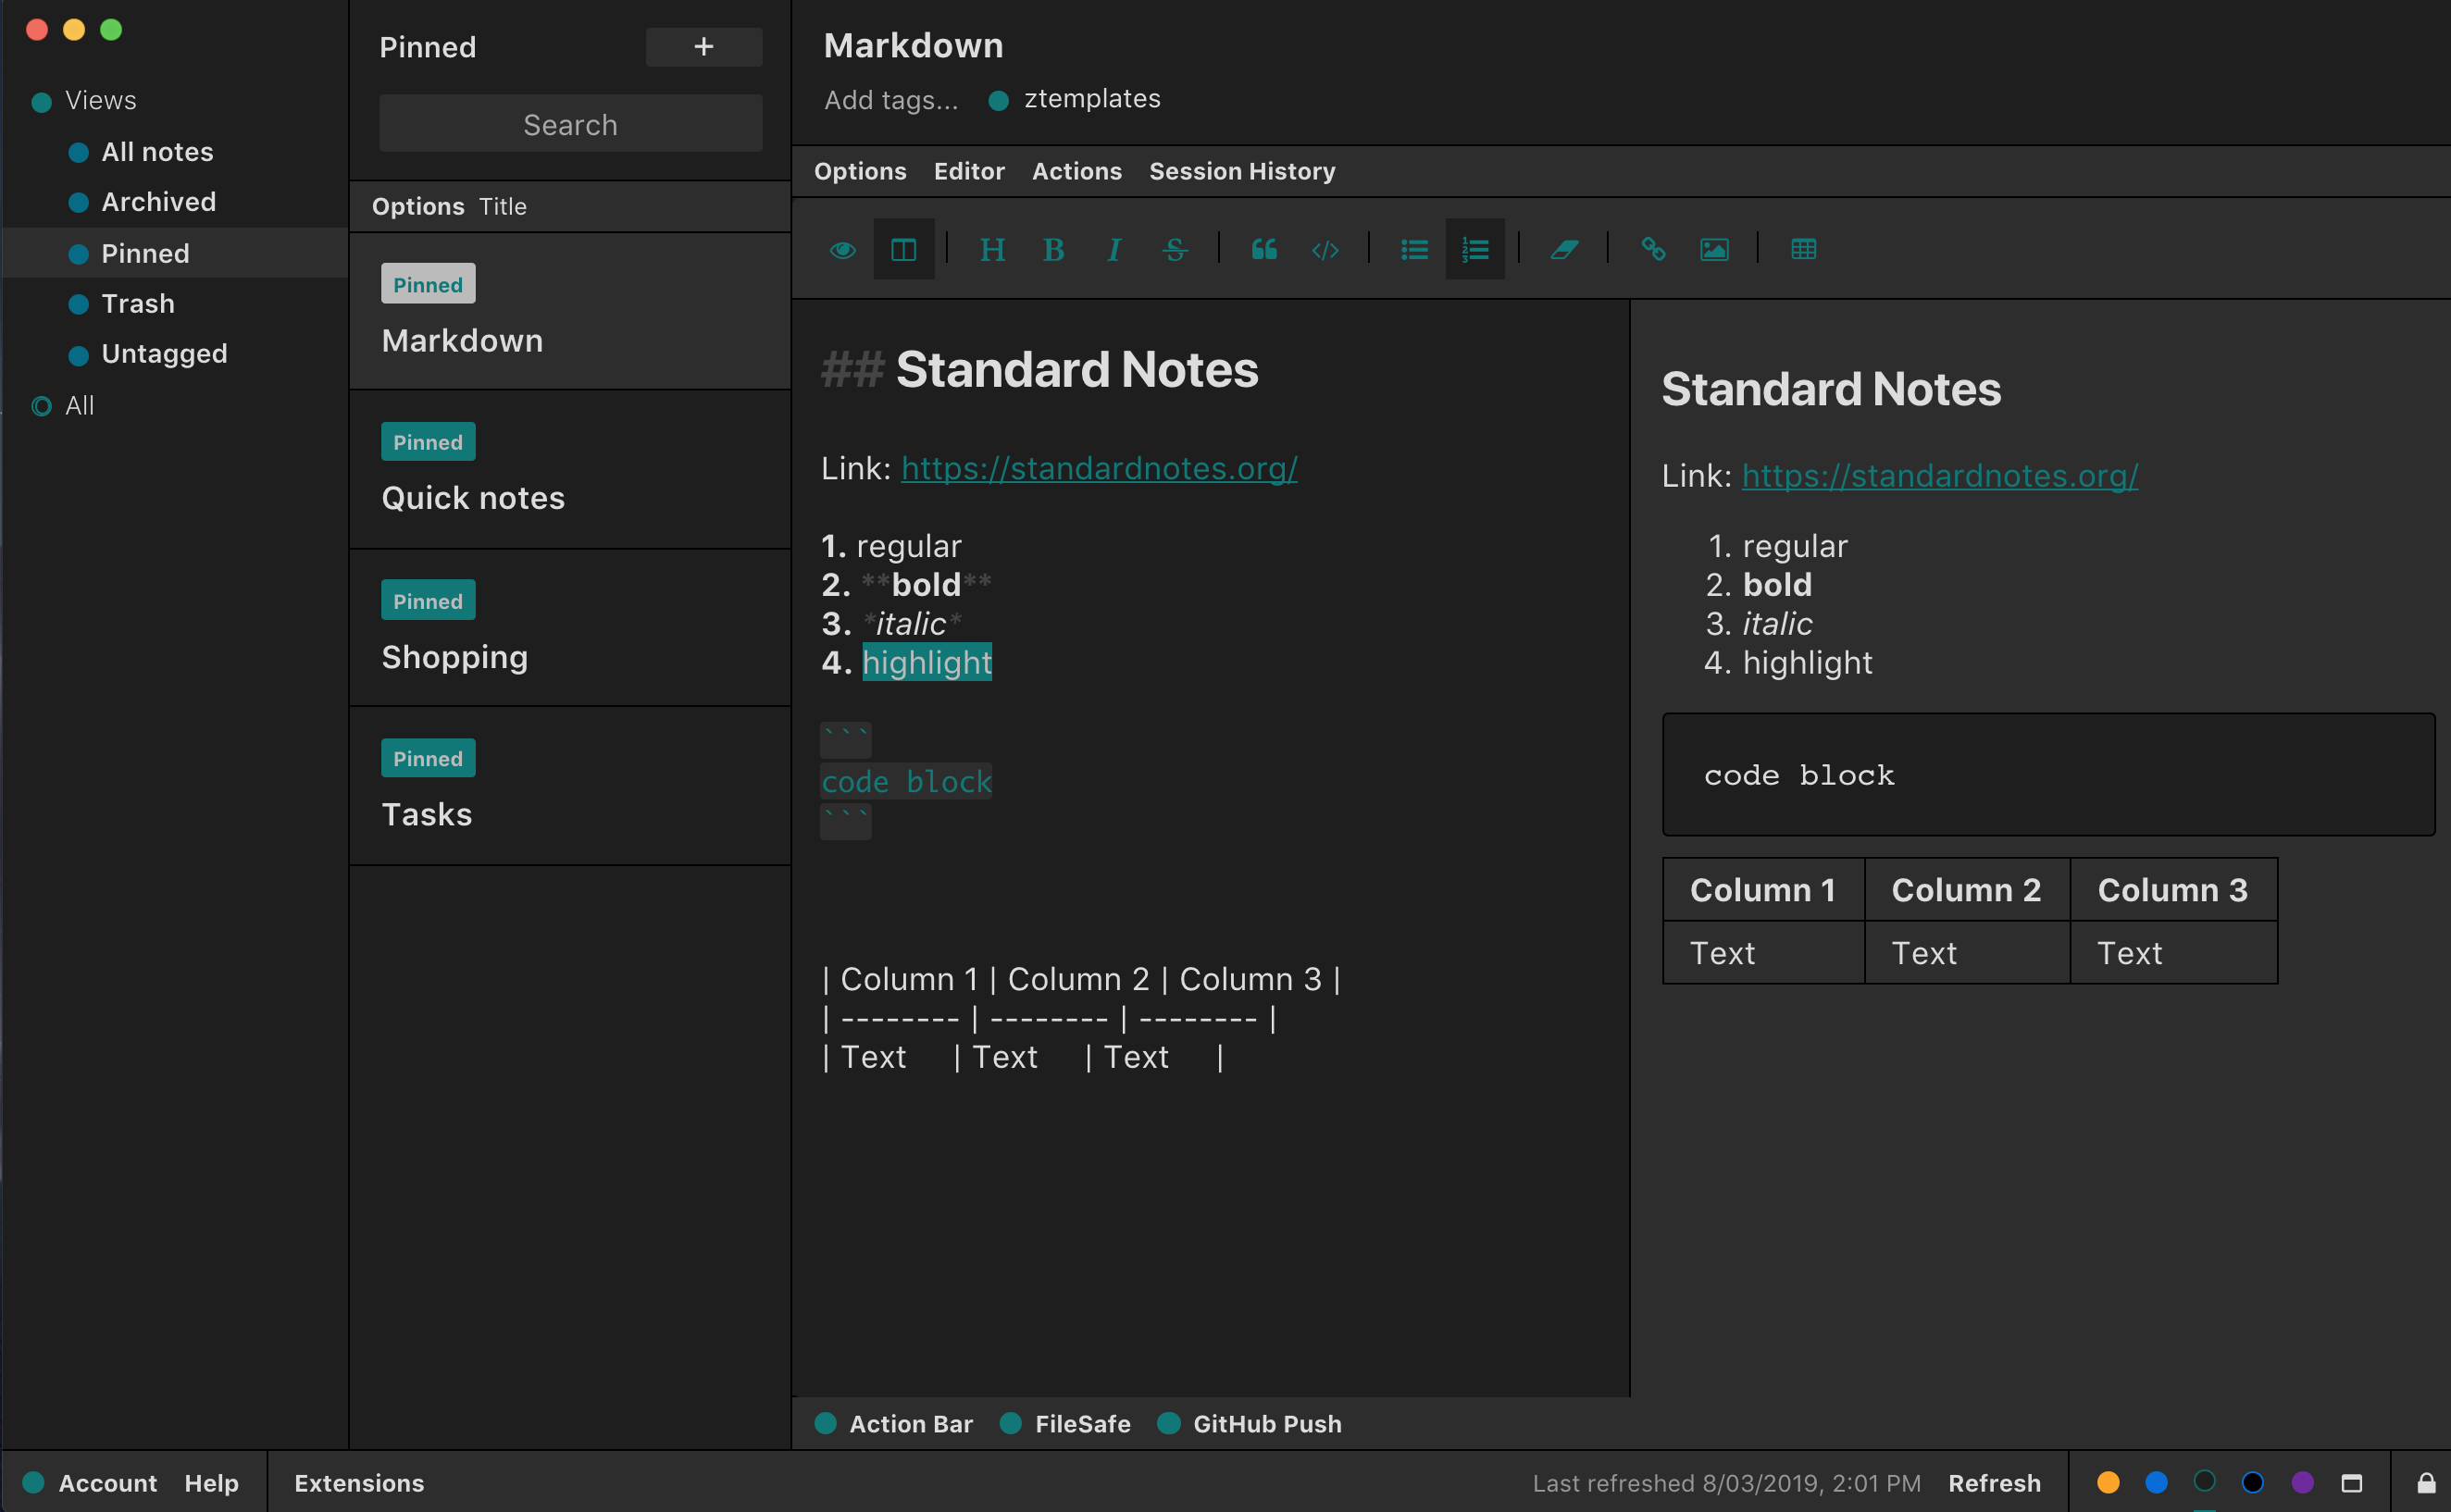 Views
All notes
Archived
Pinned
Trash
Untagged
All
Pinned
+
Search
Options Title
Pinned
Markdown
Pinned
Quick notes
Pinned
Shopping
Pinned
Tasks
Markdown
Add tags... ztemplates
Options Editor Actions Session History
## Standard Notes
Link: https://standardnotes.org/
1. regular
2. **bold**
3. *italic*
4. highlight
```
code block
```
| Column 1 | Column 2 | Column 3 |
| -------- | -------- | -------- |
| Text     | Text     | Text     |
Standard Notes
Link: https://standardnotes.org/
1. regular
2. bold
3. italic
4. highlight
code block
Column 1 Column 2 Column 3
Text Text Text
Action Bar FileSafe GitHub Push
Account Help Extensions Last refreshed 8/03/2019, 2:01 PM Refresh